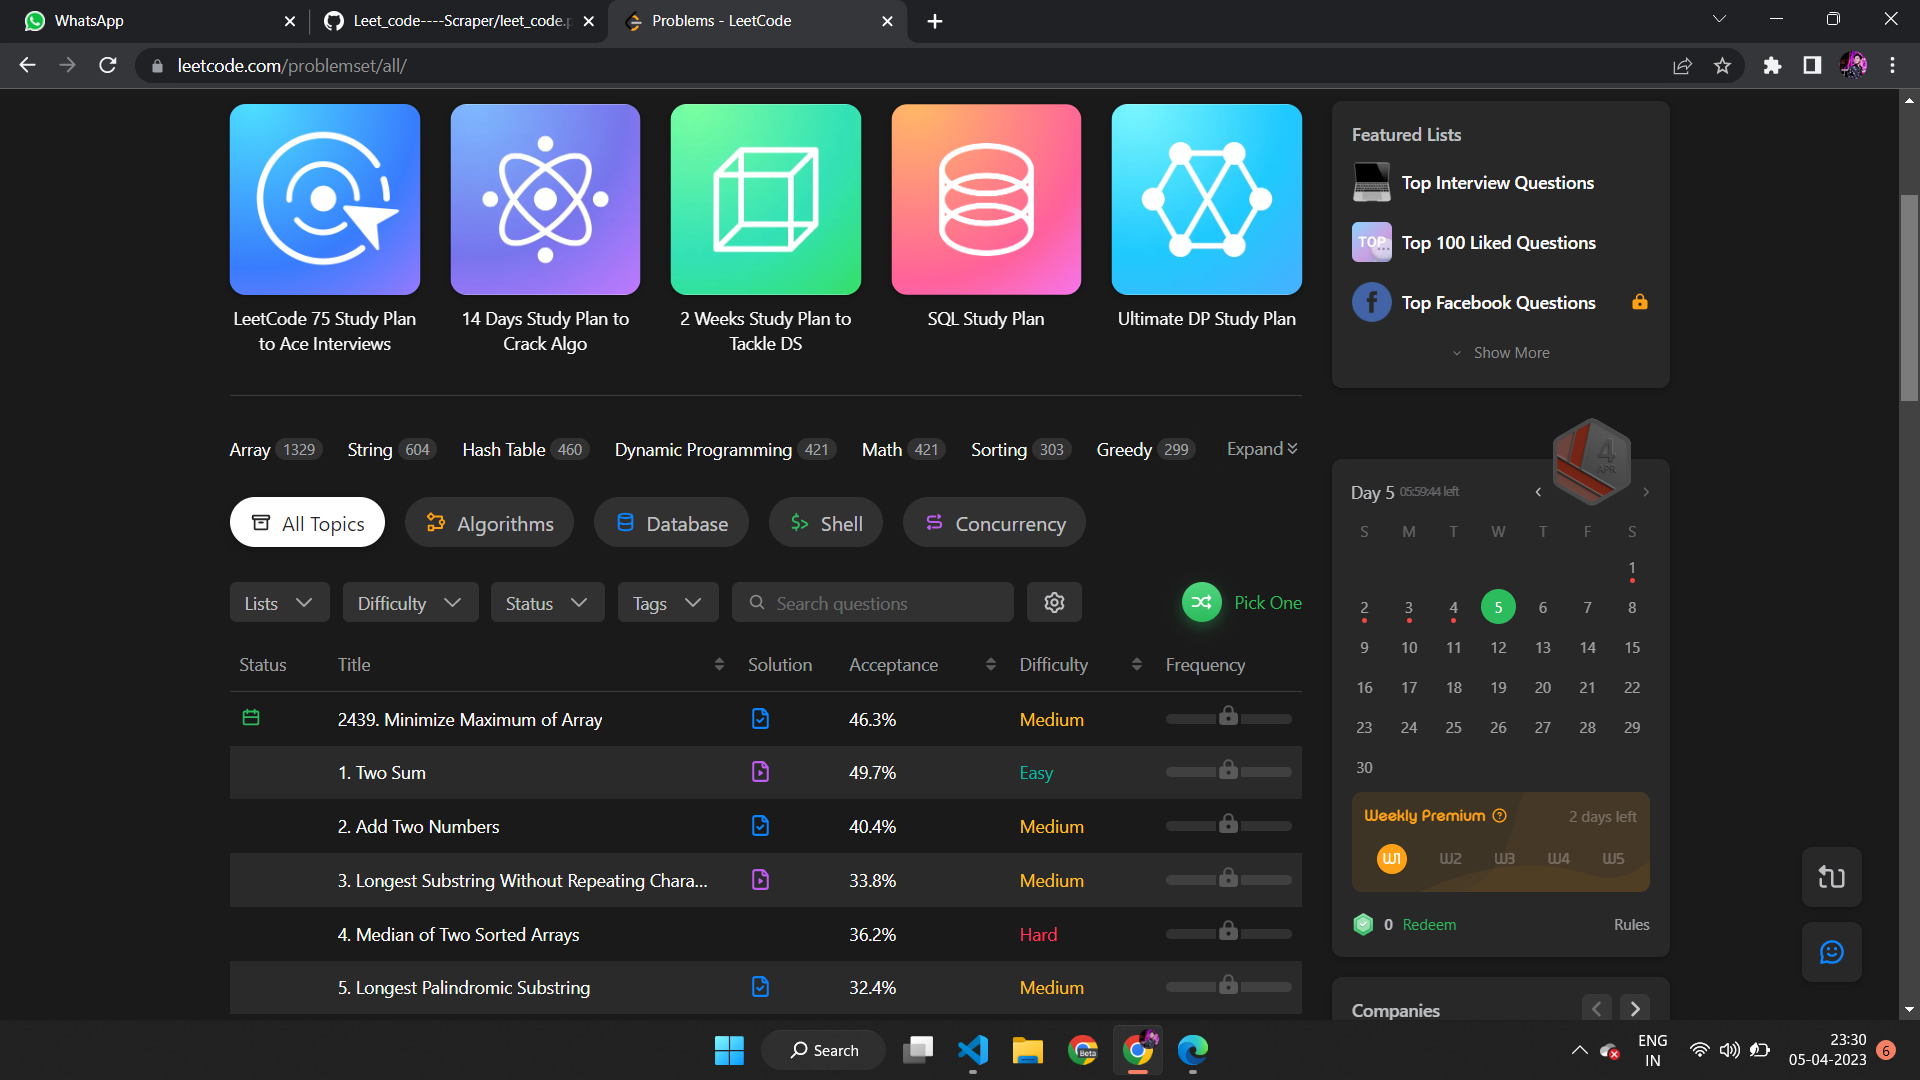 WhatsApp
Leet_code----Scraper/leet_code.p
Problems - LeetCode
leetcode.com/problemset/all/
LeetCode 75 Study Plan
to Ace Interviews
14 Days Study Plan to
Crack Algo
2 Weeks Study Plan to
Tackle DS
SQL Study Plan
Ultimate DP Study Plan
Array 1329 String 604 Hash Table 460 Dynamic Programming 421 Math 421 Sorting 303 Greedy 299 Expand
All Topics Algorithms Database Shell Concurrency
Lists Difficulty Status Tags Search questions Pick One
Status Title Solution Acceptance Difficulty Frequency
2439. Minimize Maximum of Array 46.3% Medium
1. Two Sum 49.7% Easy
2. Add Two Numbers 40.4% Medium
3. Longest Substring Without Repeating Chara... 33.8% Medium
4. Median of Two Sorted Arrays 36.2% Hard
5. Longest Palindromic Substring 32.4% Medium
Featured Lists
Top Interview Questions
TOP
Top 100 Liked Questions
Top Facebook Questions
Show More
4
APR
Day 5 05:59:44 left
S M T W T F S
1
2 3 4 5 6 7 8
9 10 11 12 13 14 15
16 17 18 19 20 21 22
23 24 25 26 27 28 29
30
Weekly Premium ? 2 days left
W1 W2 W3 W4 W5
0 Redeem Rules
Companies
Search
Beta
ENG
IN
23:30
05-04-2023
6